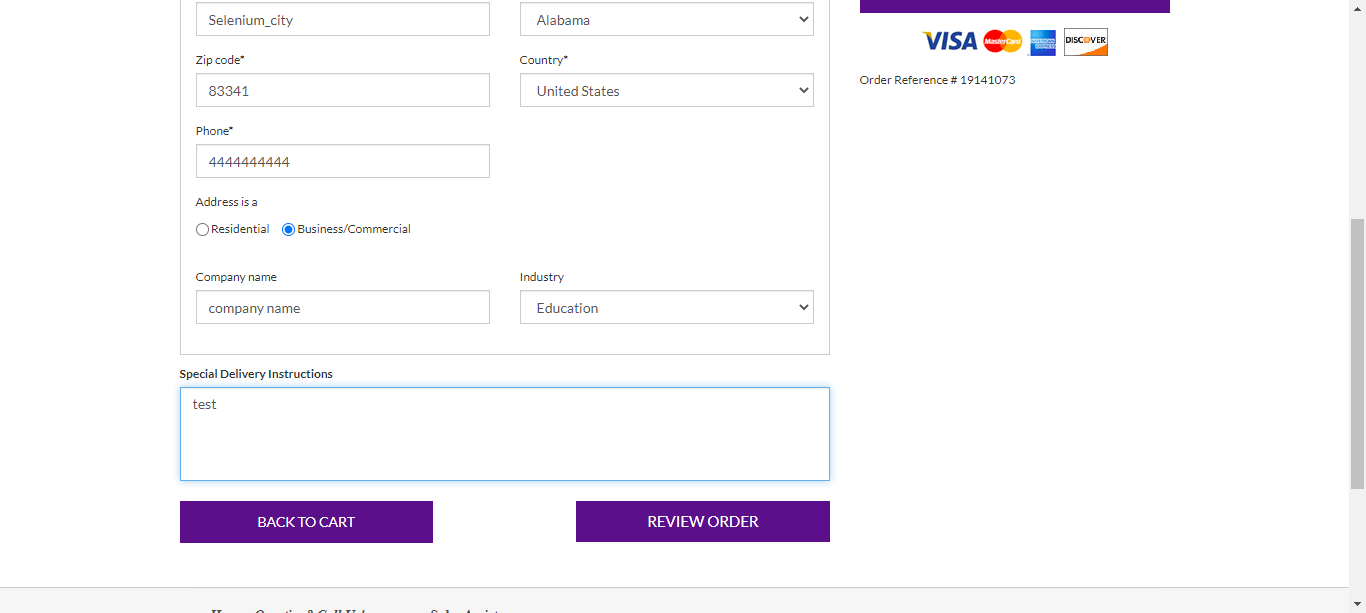 Selenium_city
Alabama
Zip code*
Country*
83341
United States
Phone*
4444444444
Address is a
Residential
Business/Commercial
Company name
Industry
company name
Education
Special Delivery Instructions
test
BACK TO CART
REVIEW ORDER
VISA MasterCard AMERICAN EXPRESS DISCOVER
Order Reference # 19141073